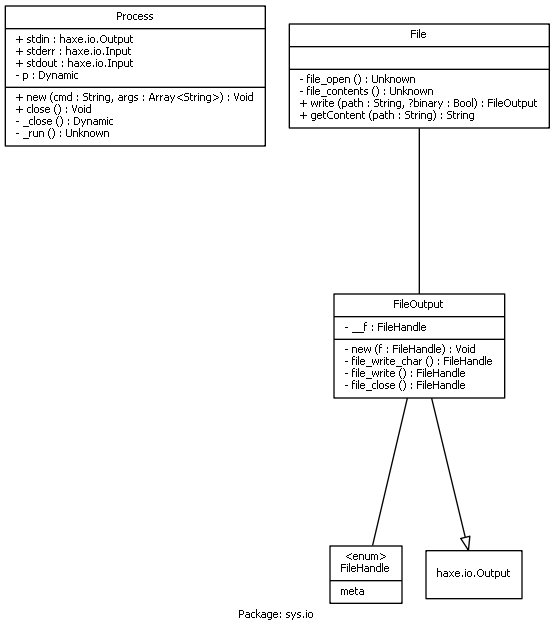 Process
+ stdin : haxe.io.Output
+ stderr : haxe.io.Input
+ stdout : haxe.io.Input
- p : Dynamic
+ new (cmd : String, args : Array<String>) : Void
+ close () : Void
- _close () : Dynamic
- _run () : Unknown
File
- file_open () : Unknown
- file_contents () : Unknown
+ write (path : String, ?binary : Bool) : FileOutput
+ getContent (path : String) : String
FileOutput
- __f : FileHandle
- new (f : FileHandle) : Void
- file_write_char () : FileHandle
- file_write () : FileHandle
- file_close () : FileHandle
<enum>
FileHandle
meta
haxe.io.Output
Package: sys.io